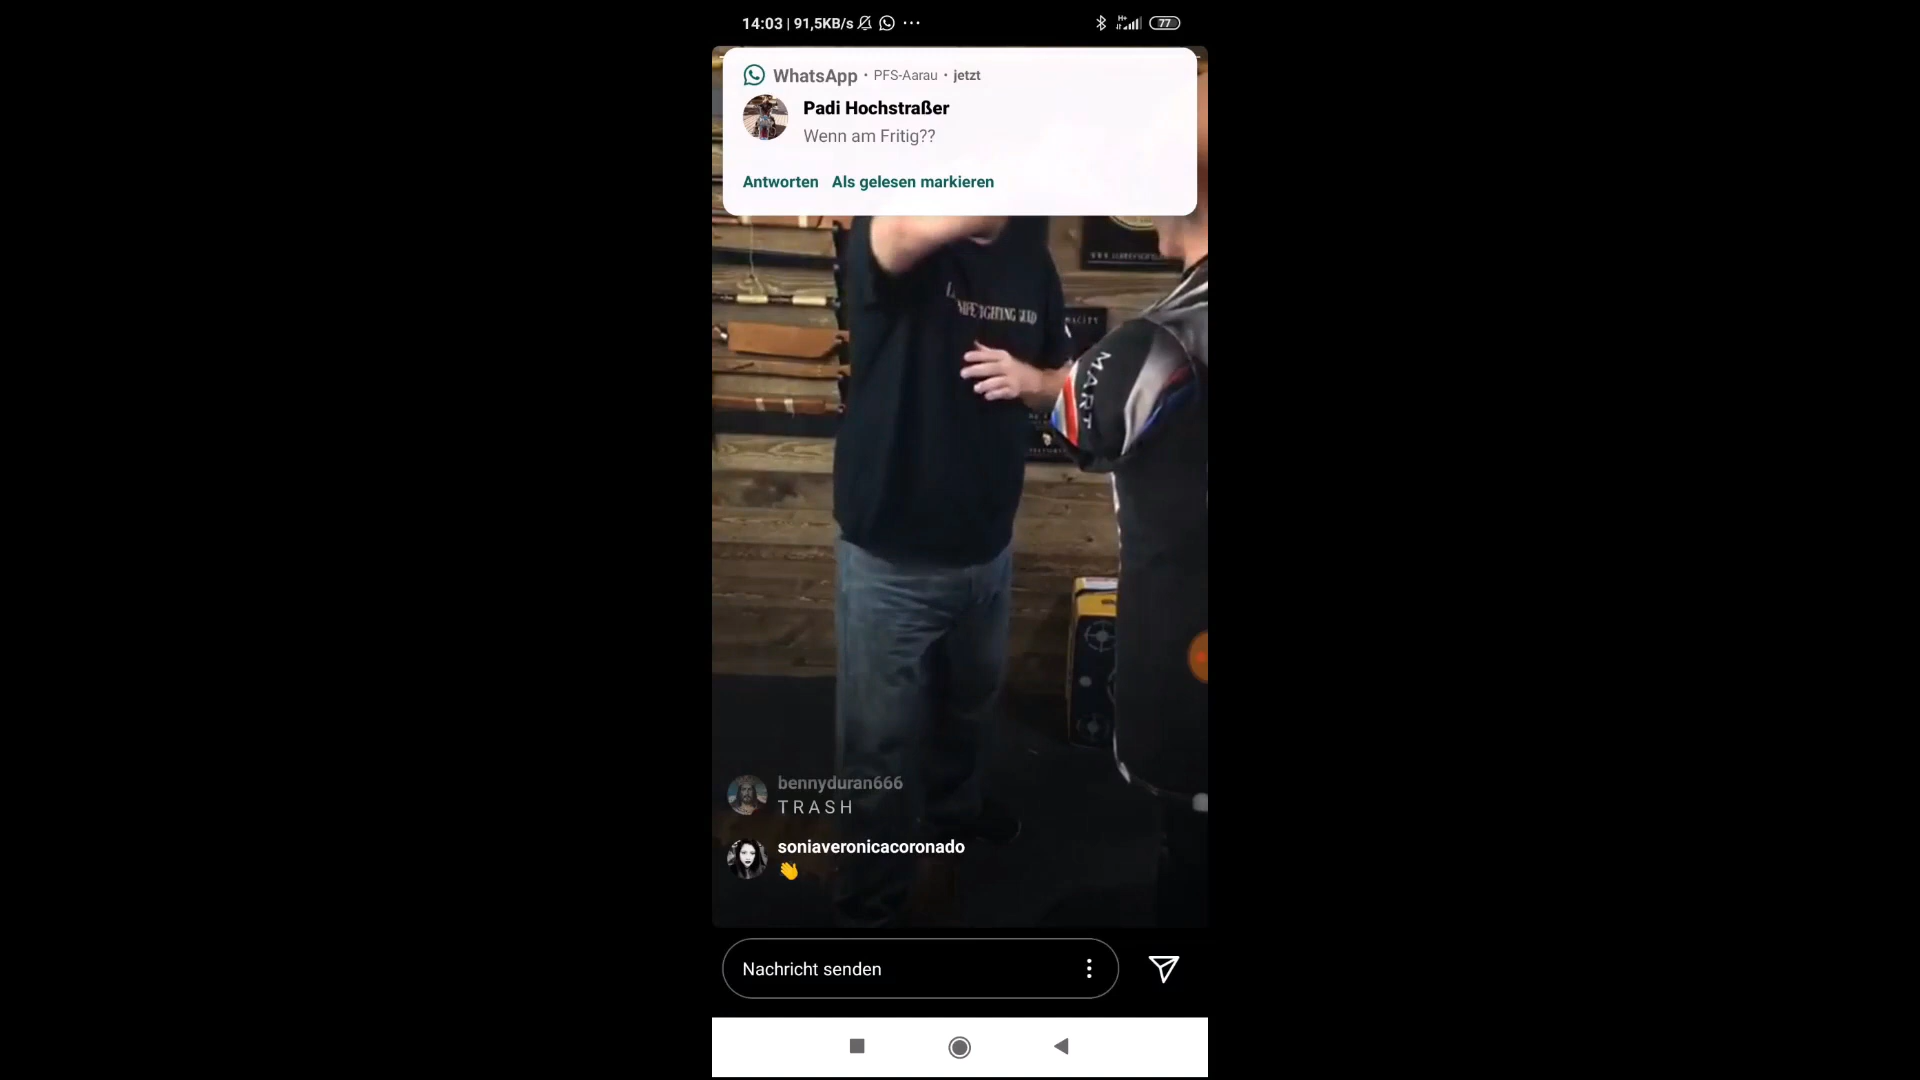 14:03 | 91,5KB/s
77
WhatsApp • PFS-Aarau • jetzt
Padi Hochstraßer
Wenn am Fritig??
Antworten Als gelesen markieren
MART
bennyduran666
T R A S H
soniaveronicacoronado
Nachricht senden